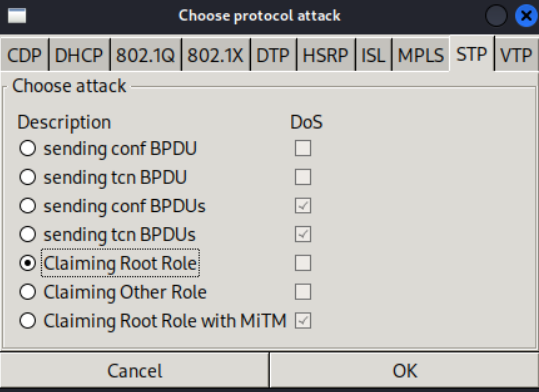 Choose protocol attack
CDP DHCP 802.1Q 802.1X DTP HSRP ISL MPLS STP VTP
Choose attack
Description DoS
sending conf BPDU
sending tcn BPDU
sending conf BPDUs
sending tcn BPDUs
Claiming Root Role
Claiming Other Role
Claiming Root Role with MiTM
Cancel OK